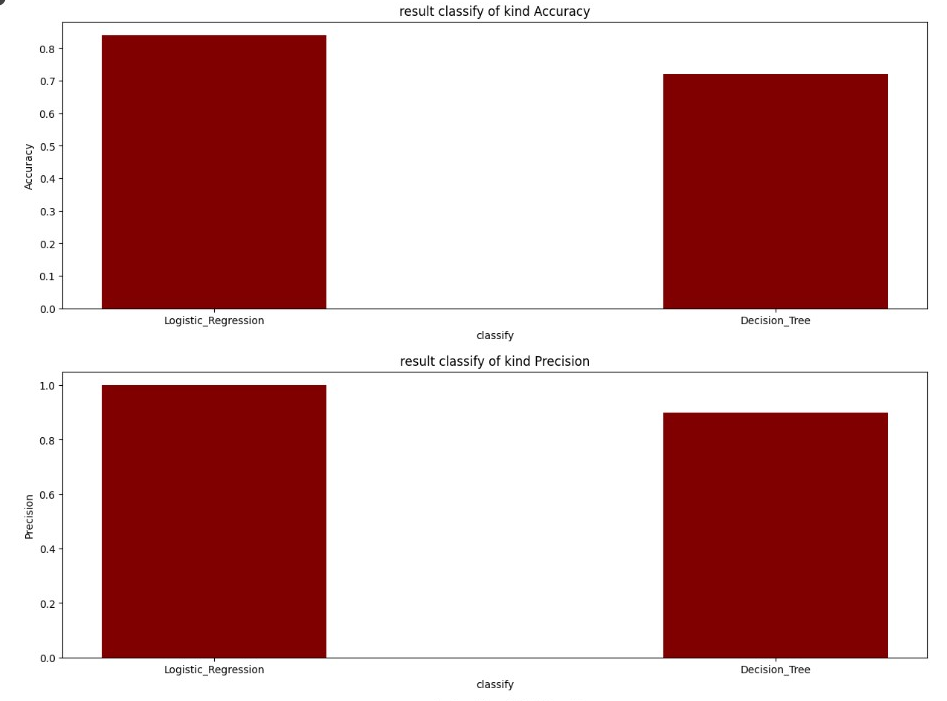 result classify of kind Accuracy
Accuracy
0.8
0.7
0.6
0.5
0.4
0.3
0.2
0.1
0.0
Logistic_Regression Decision_Tree
classify
result classify of kind Precision
Precision
1.0
0.8
0.6
0.4
0.2
0.0
Logistic_Regression Decision_Tree
classify